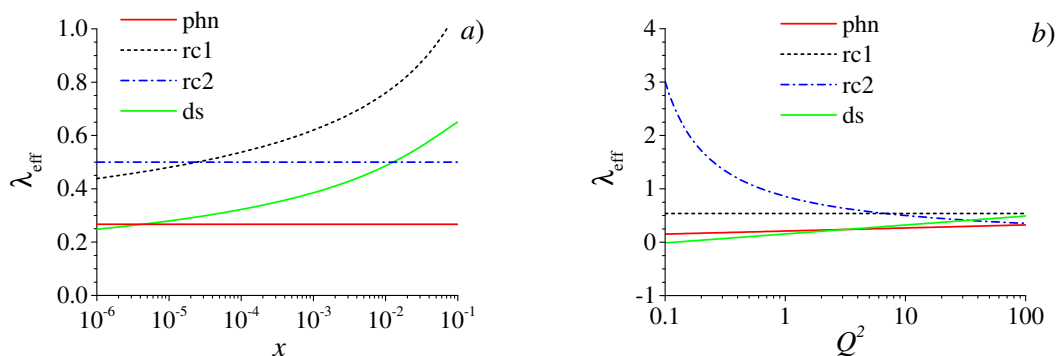 phn
rc1
rc2
ds
a)
1.0
0.8
0.6
0.4
0.2
0.0
λeff
10-6
10-5
10-4
10-3
10-2
10-1
x
phn
rc1
rc2
ds
b)
4
3
2
1
0
-1
λeff
0.1
1
10
100
Q2